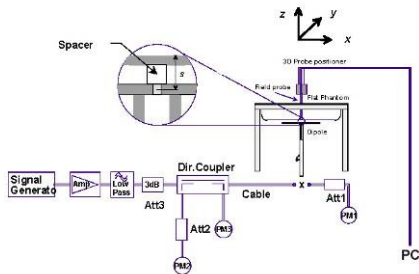 z
y
x
Spacer
s
3D Probe positioner
Field probe
Flat Phantom
Dipole
Signal
Generato
Amp
Low
Pass
3dB
Att3
Dir.Coupler
Cable
x
Att1
PM1
Att2
PM3
PM2
PC